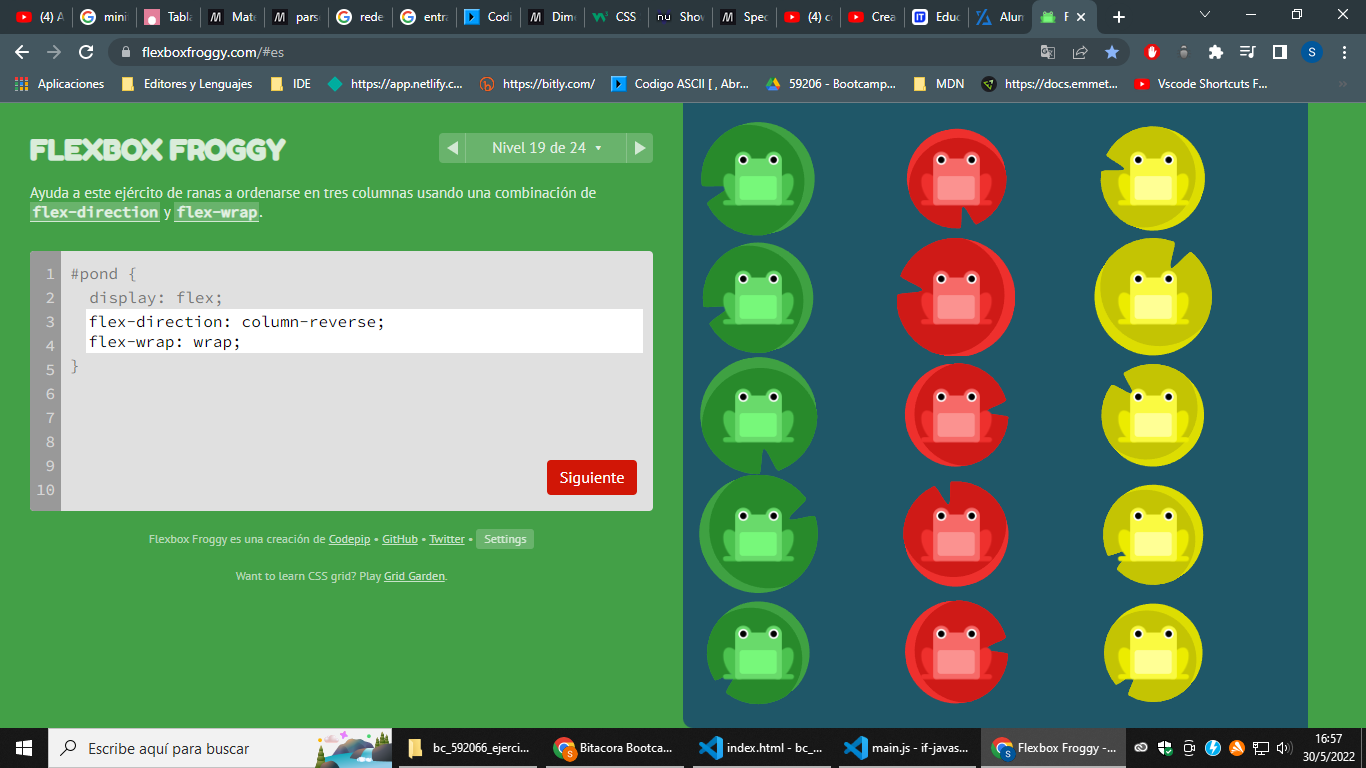 (4) A
mini
Tabla
Mate
parse
rede
entra
Codi
Dime
CSS
Show
Spec
(4) c
Crea
Educ
Alun
F
flexboxfroggy.com/#es
S
Aplicaciones
Editores y Lenguajes
IDE
https://app.netlify.c...
https://bitly.com/
Codigo ASCII [ , Abr...
59206 - Bootcamp...
MDN
https://docs.emmet...
Vscode Shortcuts F...
FLEXBOX FROGGY
Nivel 19 de 24
Ayuda a este ejército de ranas a ordenarse en tres columnas usando una combinación de
flex-direction y flex-wrap.
1 #pond {
2 display: flex;
3 flex-direction: column-reverse;
4 flex-wrap: wrap;
5 }
6
7
8
9
10
Siguiente
Flexbox Froggy es una creación de Codepip • GitHub • Twitter • Settings
Want to learn CSS grid? Play Grid Garden.
Escribe aquí para buscar
bc_592066_ejerci...
Bitacora Bootca...
index.html - bc_...
main.js - if-javas...
Flexbox Froggy -...
16:57
30/5/2022